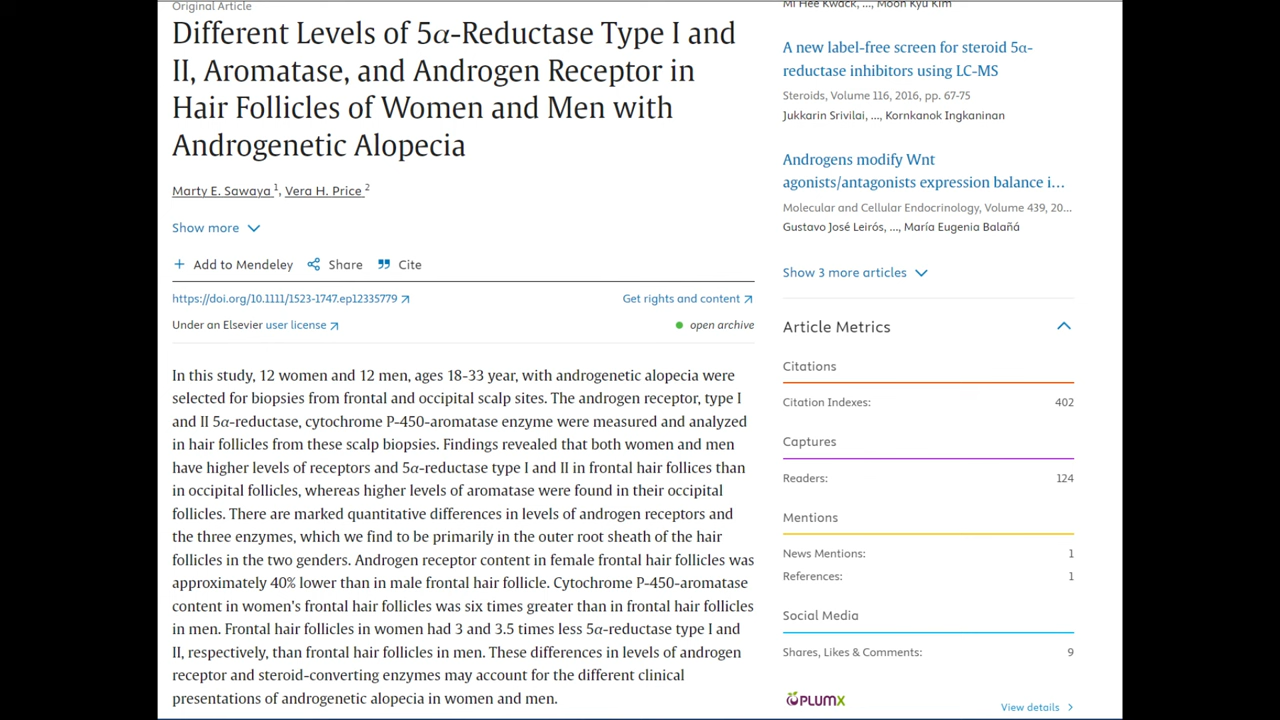 Original Article
Different Levels of 5α-Reductase Type I and
II, Aromatase, and Androgen Receptor in
Hair Follicles of Women and Men with
Androgenetic Alopecia
Marty E. Sawaya 1, Vera H. Price 2
Show more
Add to Mendeley Share Cite
https://doi.org/10.1111/1523-1747.ep12335779 Get rights and content
Under an Elsevier user license open archive
In this study, 12 women and 12 men, ages 18-33 year, with androgenetic alopecia were
selected for biopsies from frontal and occipital scalp sites. The androgen receptor, type I
and II 5α-reductase, cytochrome P-450-aromatase enzyme were measured and analyzed
in hair follicles from these scalp biopsies. Findings revealed that both women and men
have higher levels of receptors and 5α-reductase type I and II in frontal hair follices than
in occipital follicles, whereas higher levels of aromatase were found in their occipital
follicles. There are marked quantitative differences in levels of androgen receptors and
the three enzymes, which we find to be primarily in the outer root sheath of the hair
follicles in the two genders. Androgen receptor content in female frontal hair follicles was
approximately 40% lower than in male frontal hair follicle. Cytochrome P-450-aromatase
content in women's frontal hair follicles was six times greater than in frontal hair follicles
in men. Frontal hair follicles in women had 3 and 3.5 times less 5α-reductase type I and
II, respectively, than frontal hair follicles in men. These differences in levels of androgen
receptor and steroid-converting enzymes may account for the different clinical
presentations of androgenetic alopecia in women and men.
Mi Hee Kwack, ..., Moon Kyu Kim
A new label-free screen for steroid 5α-
reductase inhibitors using LC-MS
Steroids, Volume 116, 2016, pp. 67-75
Jukkarin Srivilai, ..., Kornkanok Ingkaninan
Androgens modify Wnt
agonists/antagonists expression balance i...
Molecular and Cellular Endocrinology, Volume 439, 20...
Gustavo José Leirós, ..., María Eugenia Balañá
Show 3 more articles
Article Metrics
Citations
Citation Indexes: 402
Captures
Readers: 124
Mentions
News Mentions: 1
References: 1
Social Media
Shares, Likes & Comments: 9
PLUMX View details